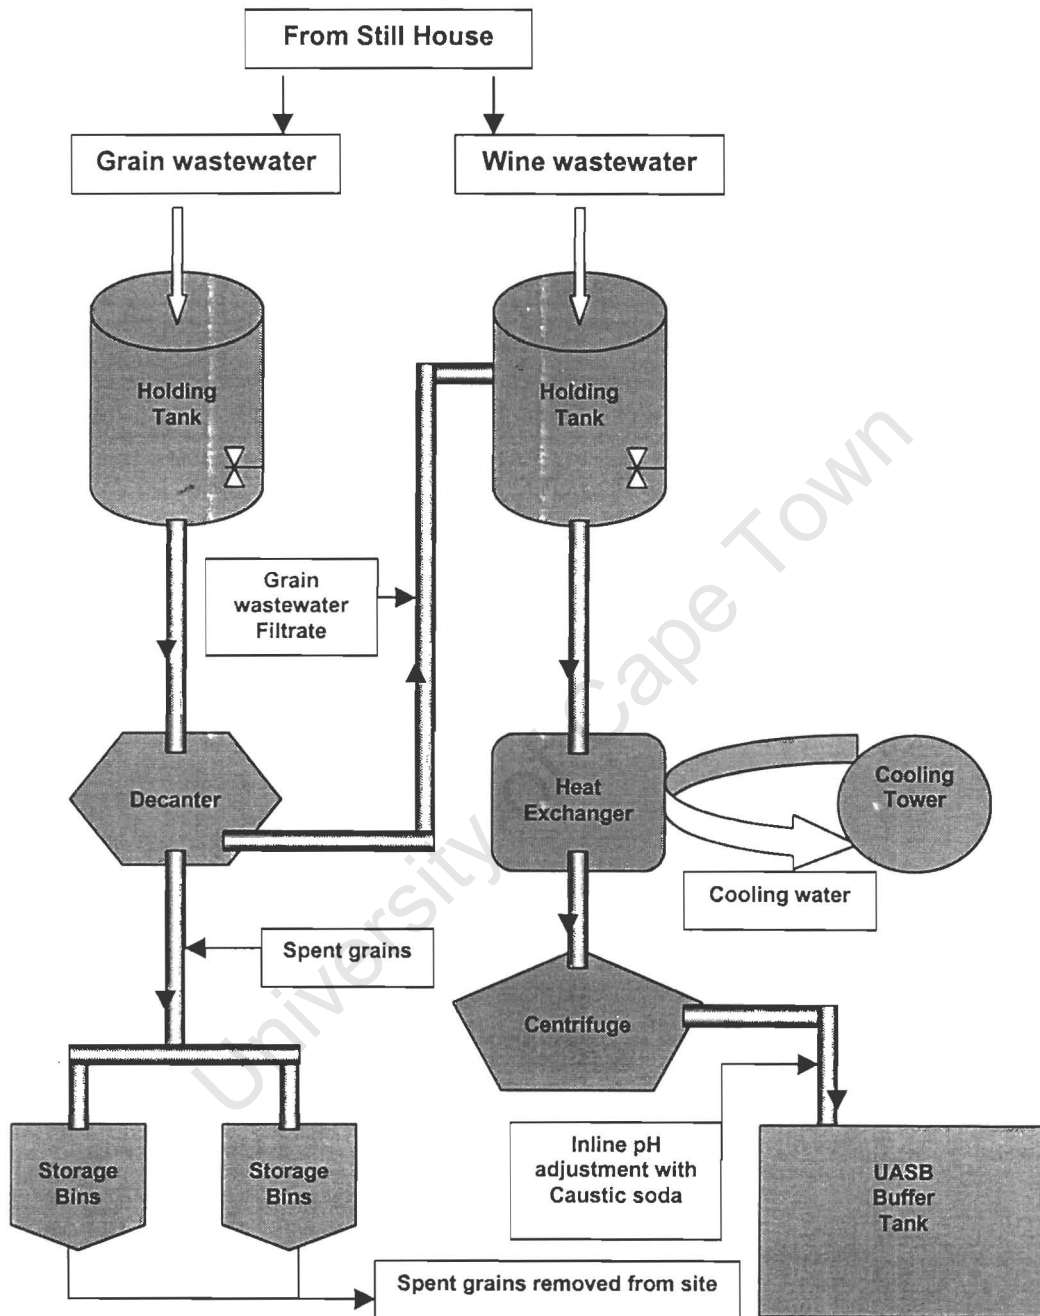 From Still House
Grain wastewater
Wine wastewater
Holding
Tank
Holding
Tank
Grain
wastewater
Filtrate
Decanter
Heat
Exchanger
Cooling
Tower
Cooling water
Spent grains
Centrifuge
Storage
Bins
Storage
Bins
Inline pH
adjustment with
Caustic soda
UASB
Buffer
Tank
Spent grains removed from site
University of Cape Town